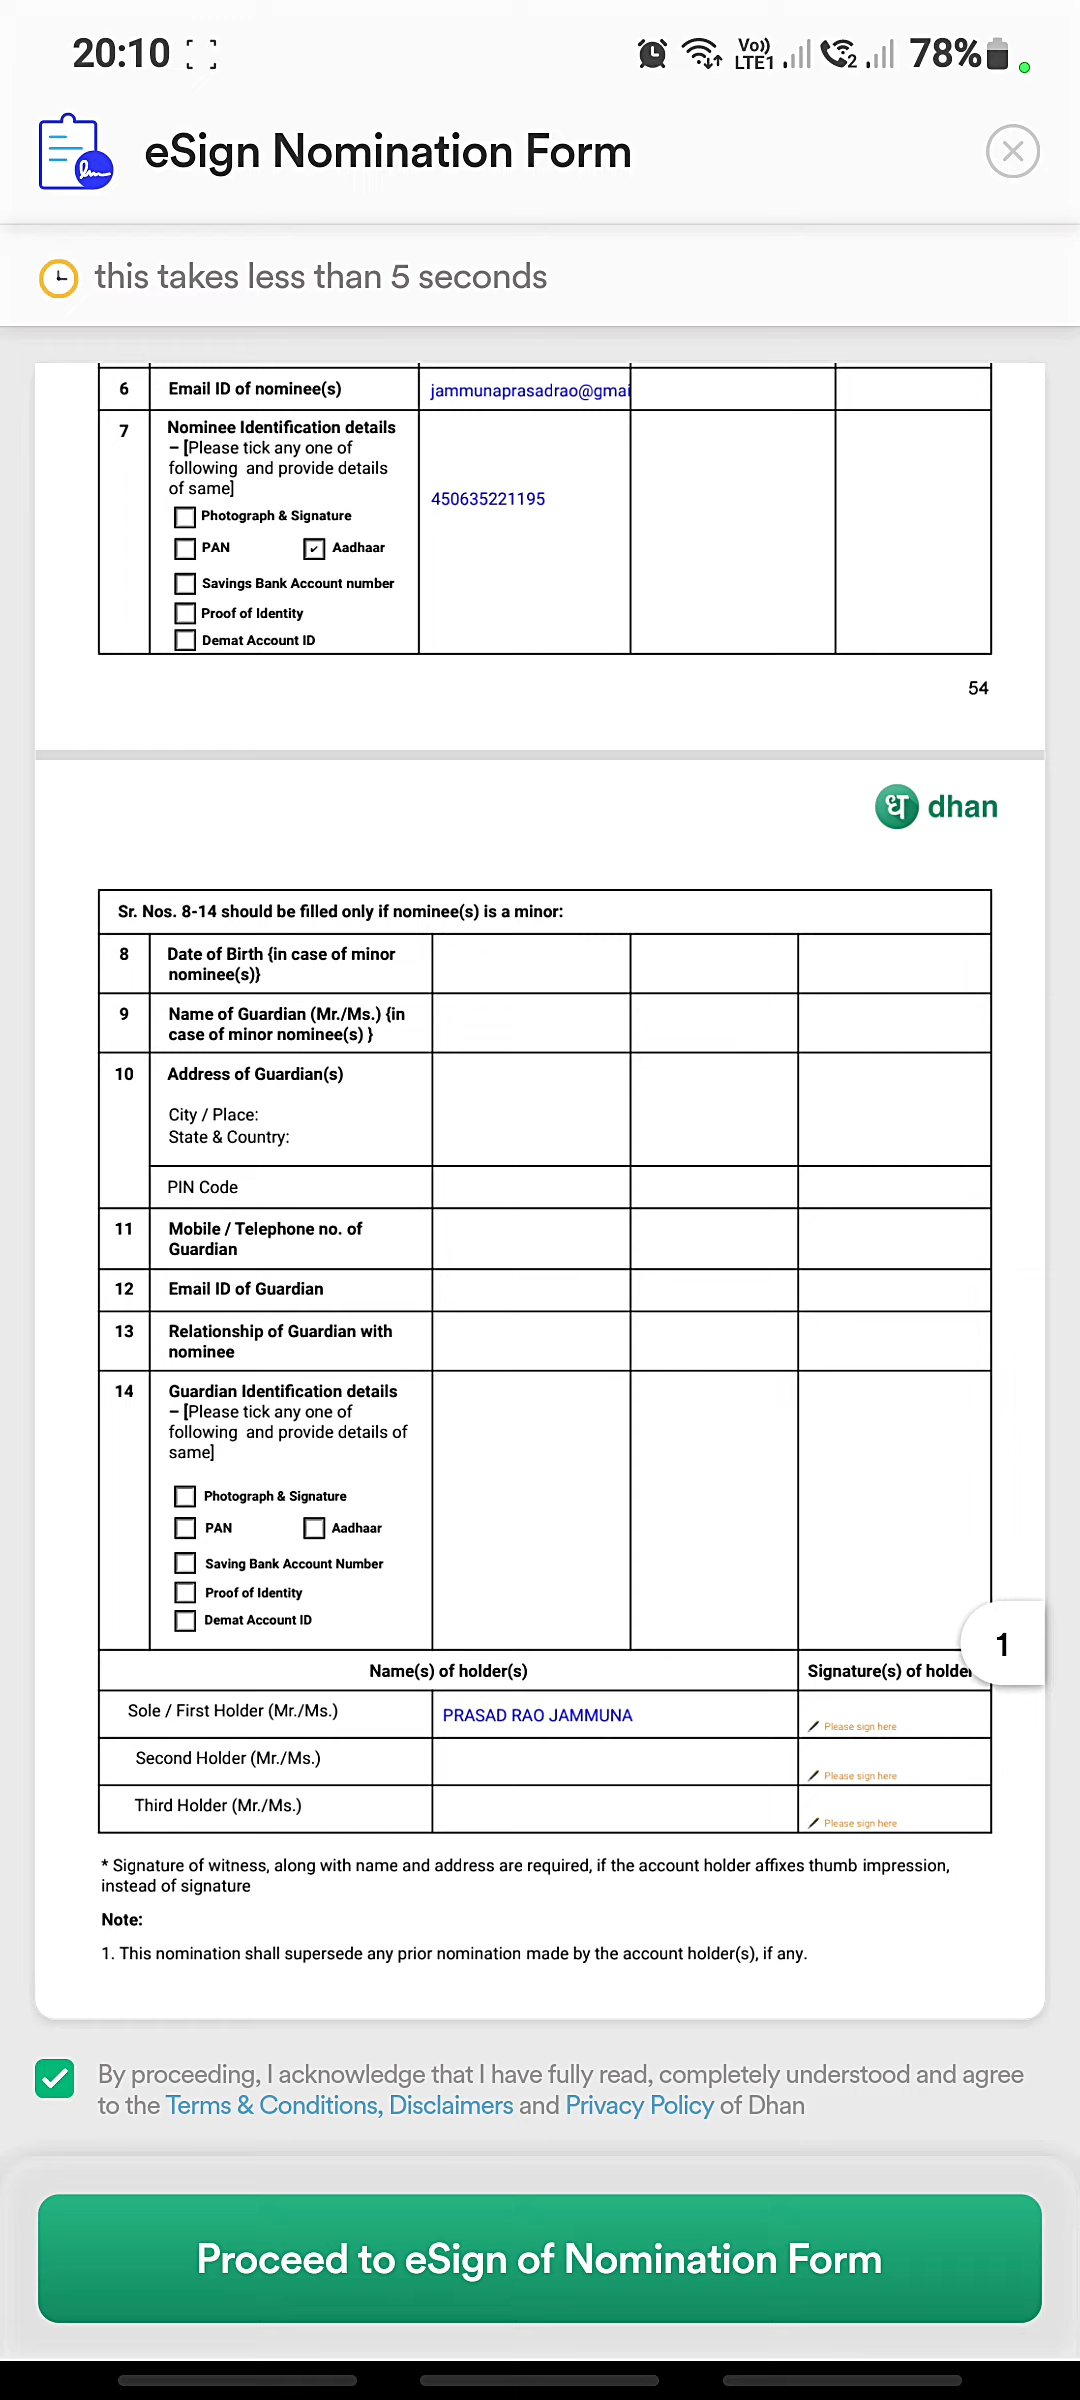 20:10
Vo)) LTE1 2 78%
eSign Nomination Form
this takes less than 5 seconds
6 Email ID of nominee(s) jammunaprasadrao@gmai
7 Nominee Identification details
– [Please tick any one of
following and provide details
of same]
450635221195
Photograph & Signature
PAN Aadhaar
Savings Bank Account number
Proof of Identity
Demat Account ID
54
ध dhan
Sr. Nos. 8-14 should be filled only if nominee(s) is a minor:
8 Date of Birth {in case of minor
nominee(s)}
9 Name of Guardian (Mr./Ms.) {in
case of minor nominee(s) }
10 Address of Guardian(s)
City / Place:
State & Country:
PIN Code
11 Mobile / Telephone no. of
Guardian
12 Email ID of Guardian
13 Relationship of Guardian with
nominee
14 Guardian Identification details
– [Please tick any one of
following and provide details of
same]
Photograph & Signature
PAN Aadhaar
Saving Bank Account Number
Proof of Identity
Demat Account ID
1
Name(s) of holder(s) Signature(s) of holde
Sole / First Holder (Mr./Ms.) PRASAD RAO JAMMUNA Please sign here
Second Holder (Mr./Ms.) Please sign here
Third Holder (Mr./Ms.) Please sign here
* Signature of witness, along with name and address are required, if the account holder affixes thumb impression,
instead of signature
Note:
1. This nomination shall supersede any prior nomination made by the account holder(s), if any.
By proceeding, I acknowledge that I have fully read, completely understood and agree
to the Terms & Conditions, Disclaimers and Privacy Policy of Dhan
Proceed to eSign of Nomination Form